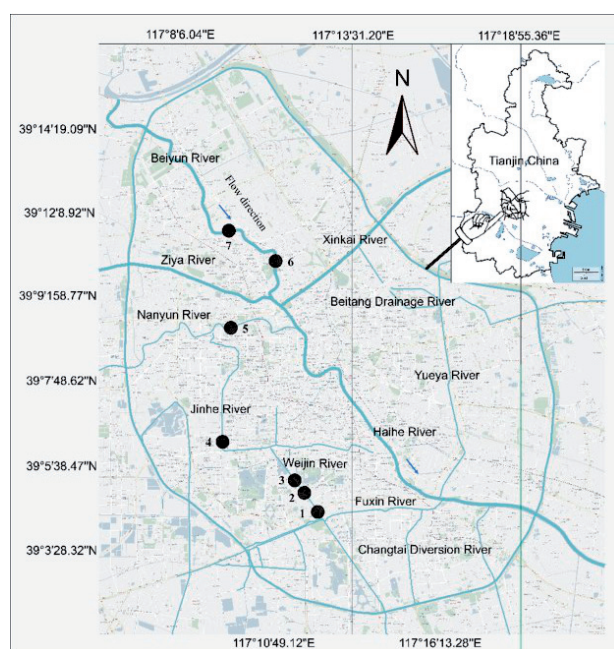 117°8'6.04"E
117°13'31.20"E
117°18'55.36"E
N
39°14'19.09"N
Tianjin,China
Beiyun River
Flow direction
39°12'8.92"N
7
Xinkai River
Ziya River
6
39°9'158.77"N
Beitang Drainage River
Nanyun River
5
39°7'48.62"N
Yueya River
Jinhe River
Haihe River
4
39°5'38.47"N
Weijin River
3
2
Fuxin River
1
39°3'28.32"N
Changtai Diversion River
117°10'49.12"E
117°16'13.28"E